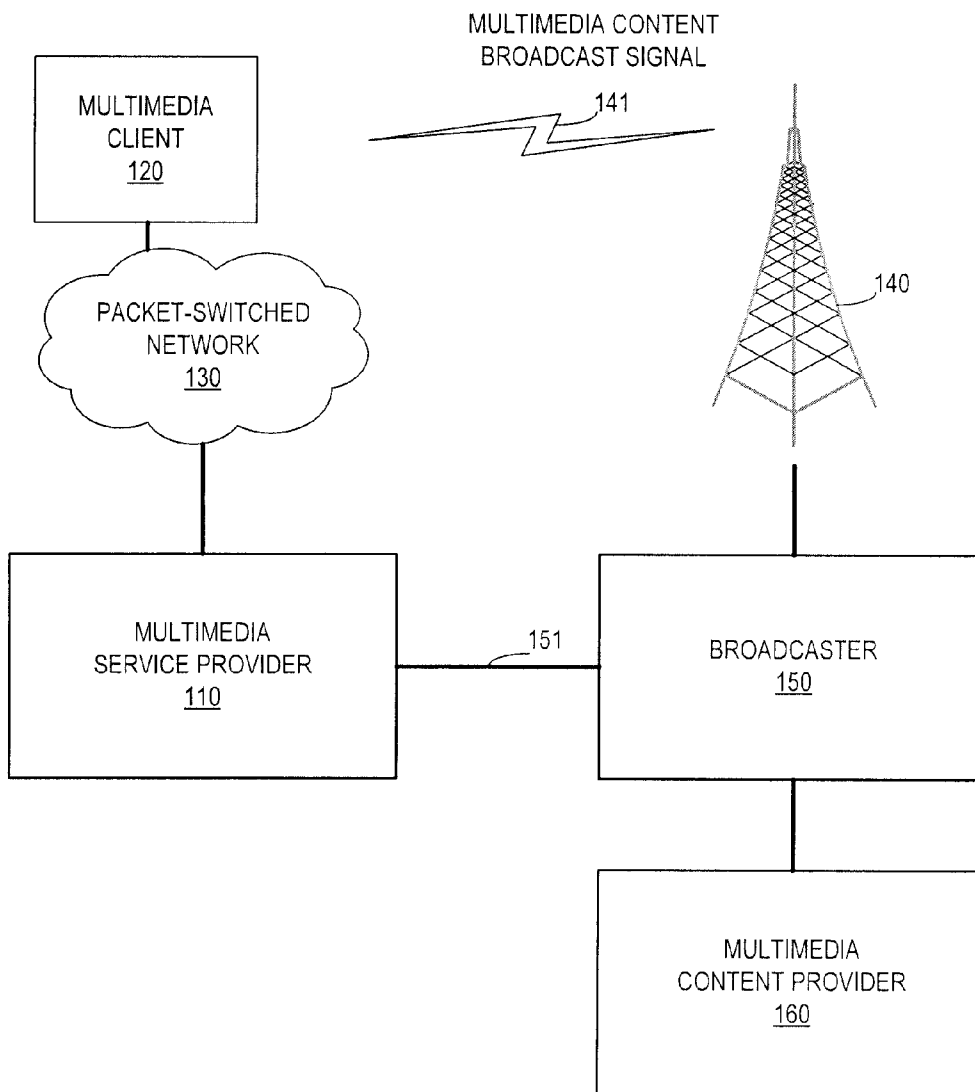 MULTIMEDIA CONTENT
BROADCAST SIGNAL
141
MULTIMEDIA
CLIENT
120
140
PACKET-SWITCHED
NETWORK
130
MULTIMEDIA
SERVICE PROVIDER
110
151
BROADCASTER
150
MULTIMEDIA
CONTENT PROVIDER
160